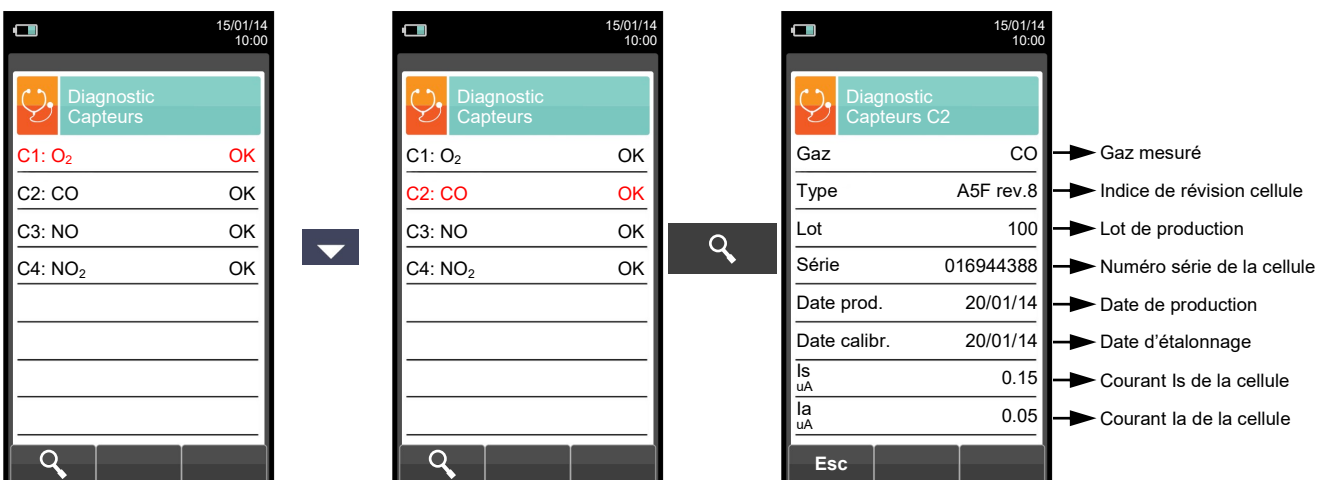 15/01/14
10:00
Diagnostic
Capteurs
C1: O₂ OK
C2: CO OK
C3: NO OK
C4: NO₂ OK
15/01/14
10:00
Diagnostic
Capteurs
C1: O₂ OK
C2: CO OK
C3: NO OK
C4: NO₂ OK
15/01/14
10:00
Diagnostic
Capteurs C2
Gaz CO Gaz mesuré
Type A5F rev.8 Indice de révision cellule
Lot 100 Lot de production
Série 016944388 Numéro série de la cellule
Date prod. 20/01/14 Date de production
Date calibr. 20/01/14 Date d’étalonnage
Is
uA 0.15 Courant Is de la cellule
Ia
uA 0.05 Courant Ia de la cellule
Esc